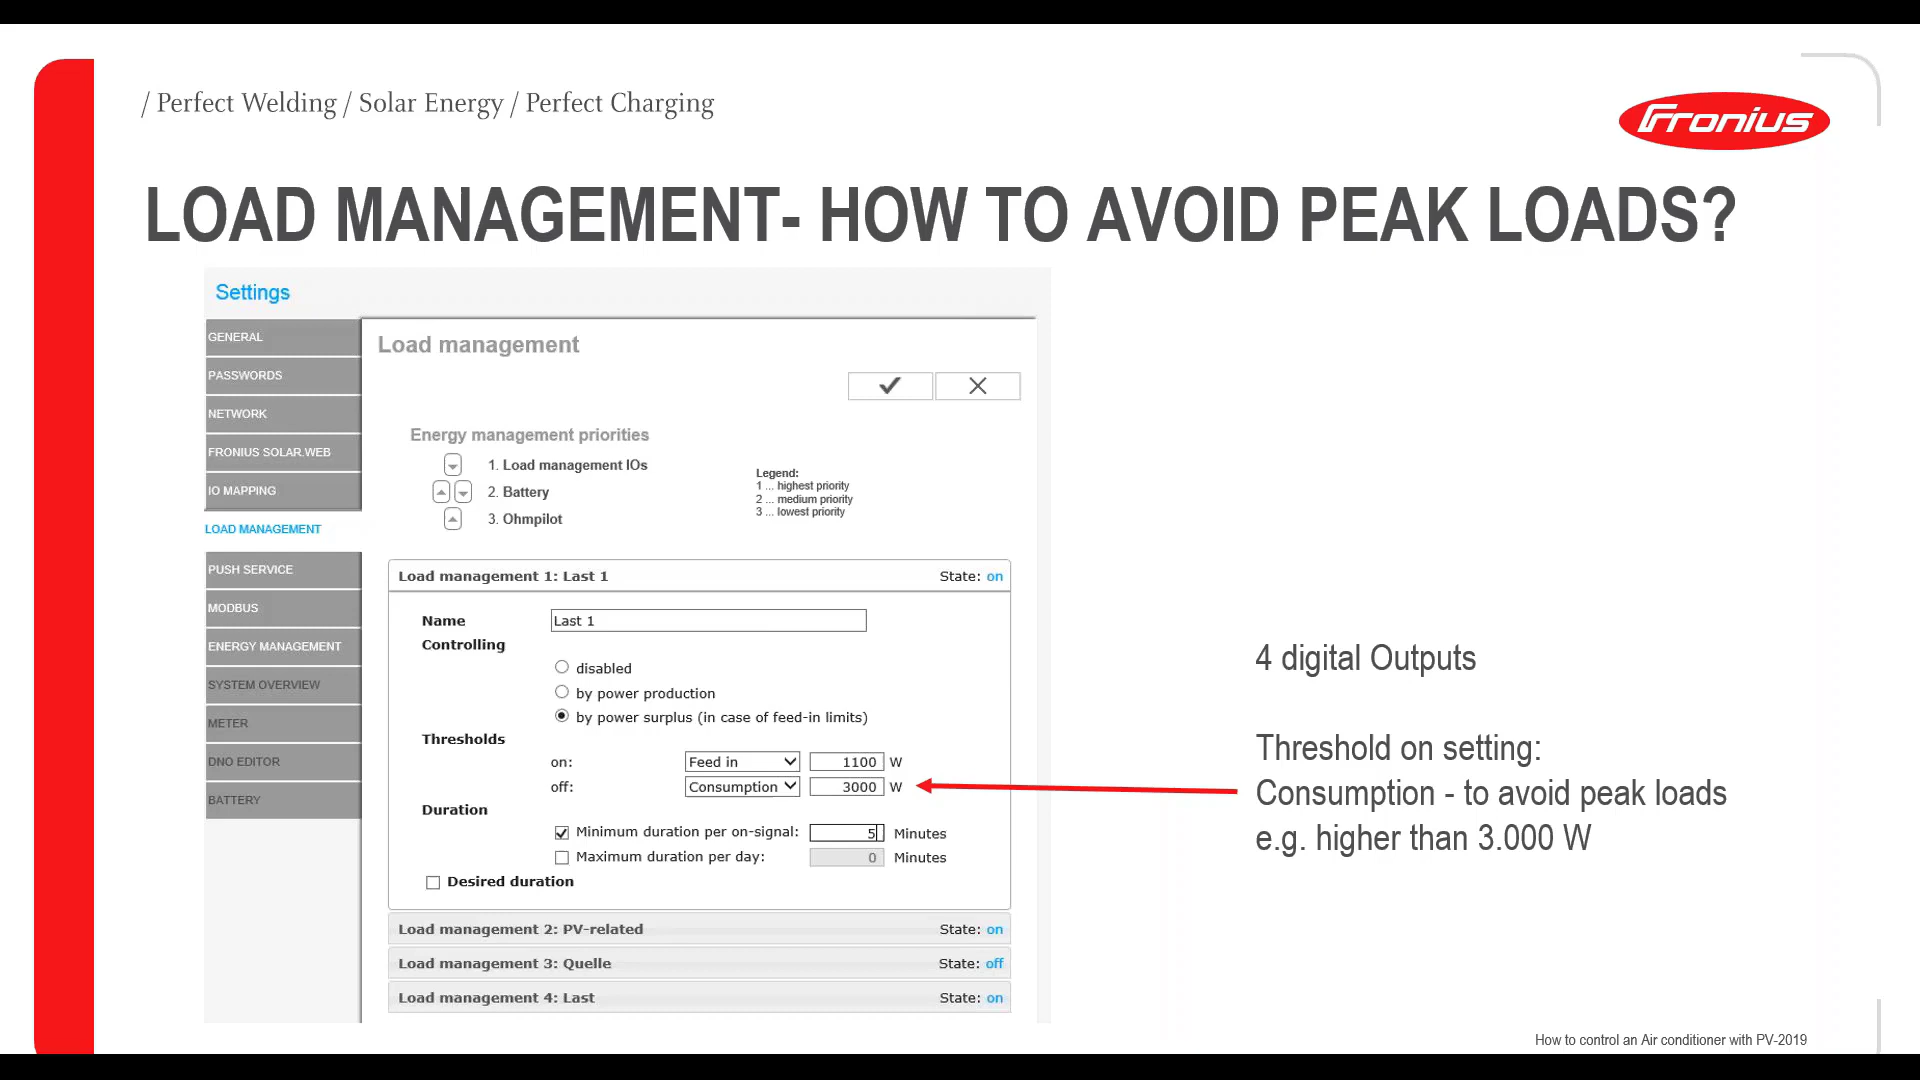 / Perfect Welding / Solar Energy / Perfect Charging
Fronius
LOAD MANAGEMENT- HOW TO AVOID PEAK LOADS?
Settings
GENERAL
PASSWORDS
NETWORK
FRONIUS SOLAR.WEB
IO MAPPING
LOAD MANAGEMENT
PUSH SERVICE
MODBUS
ENERGY MANAGEMENT
SYSTEM OVERVIEW
METER
DNO EDITOR
BATTERY
Load management
Energy management priorities
1. Load management IOs
2. Battery
3. Ohmpilot
Legend:
1 ... highest priority
2 ... medium priority
3 ... lowest priority
Load management 1: Last 1 State: on
Name Last 1
Controlling
disabled
by power production
by power surplus (in case of feed-in limits)
Thresholds
on: Feed in 1100 W
off: Consumption 3000 W
Duration
Minimum duration per on-signal: 5 Minutes
Maximum duration per day: 0 Minutes
Desired duration
Load management 2: PV-related State: on
Load management 3: Quelle State: off
Load management 4: Last State: on
4 digital Outputs
Threshold on setting:
Consumption - to avoid peak loads
e.g. higher than 3.000 W
How to control an Air conditioner with PV-2019